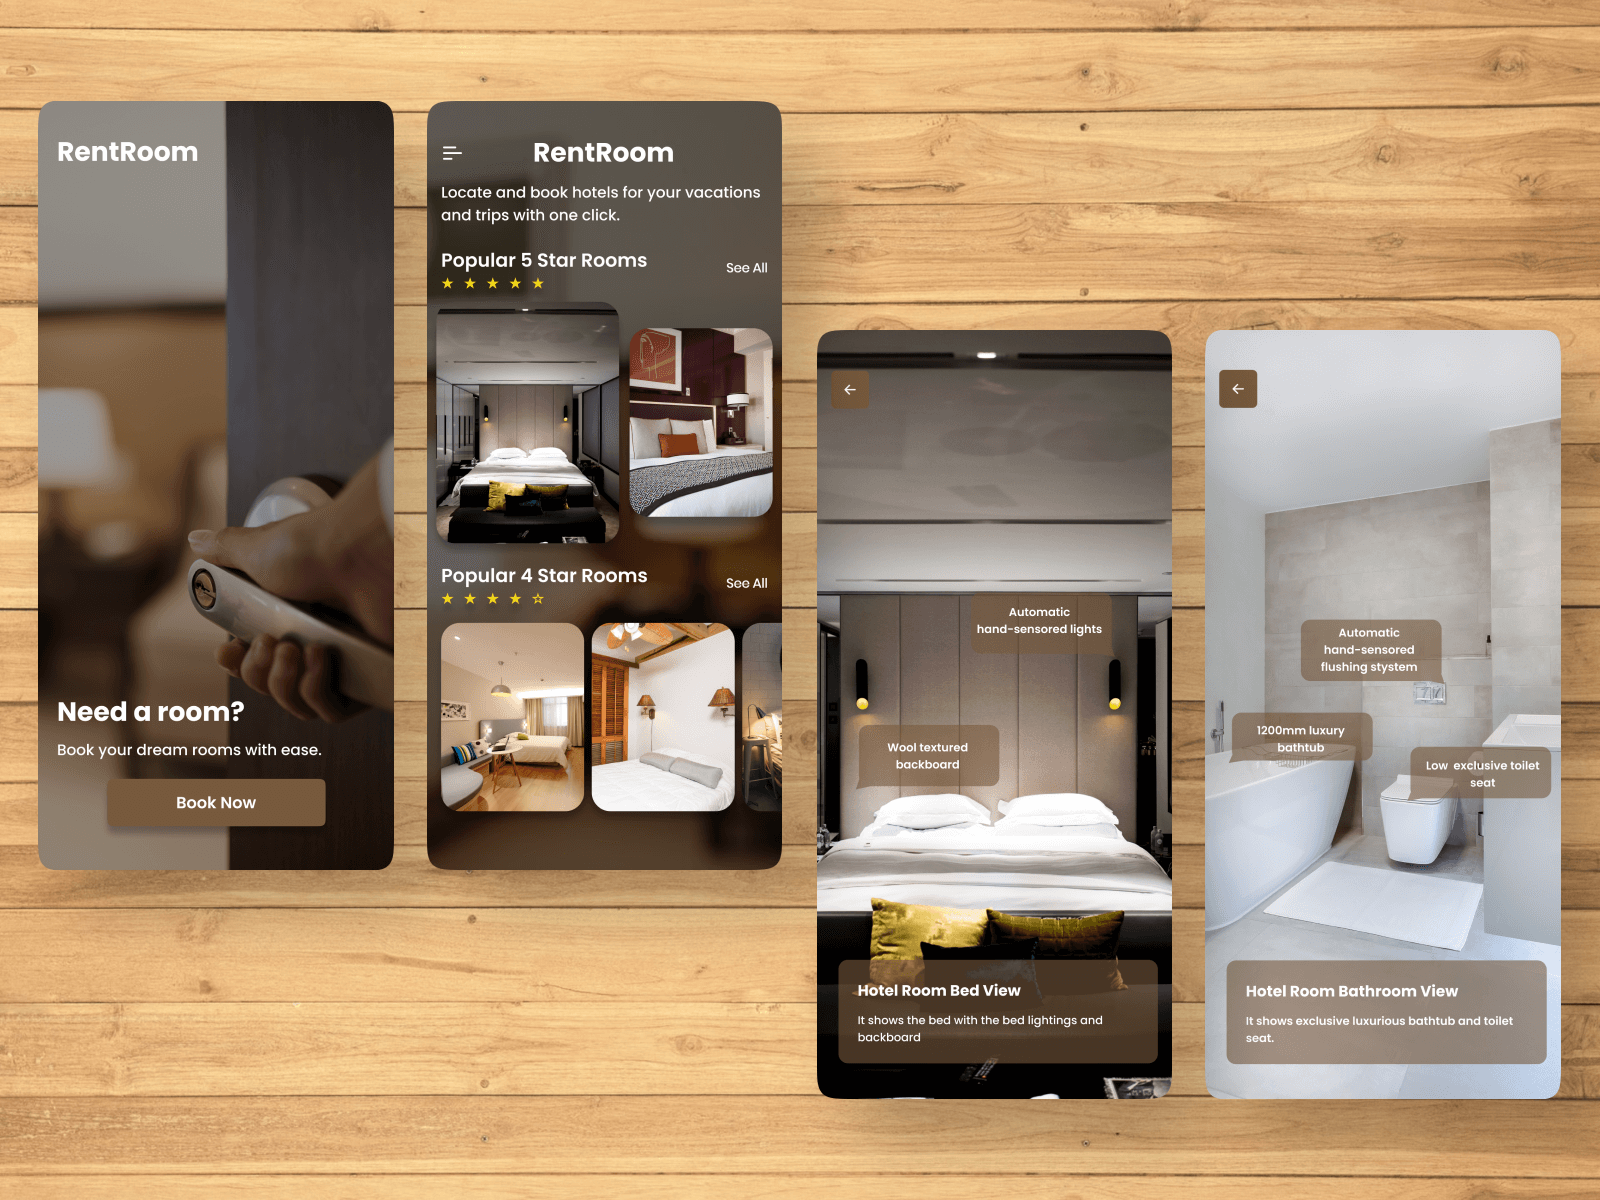 RentRoom
Need a room?
Book your dream rooms with ease.
Book Now
RentRoom
Locate and book hotels for your vacations
and trips with one click.
Popular 5 Star Rooms
See All
Popular 4 Star Rooms
See All
Automatic
hand-sensored lights
Wool textured
backboard
Hotel Room Bed View
It shows the bed with the bed lightings and
backboard
Automatic
hand-sensored
flushing stystem
1200mm luxury
bathtub
Low exclusive toilet
seat
Hotel Room Bathroom View
It shows exclusive luxurious bathtub and toilet
seat.